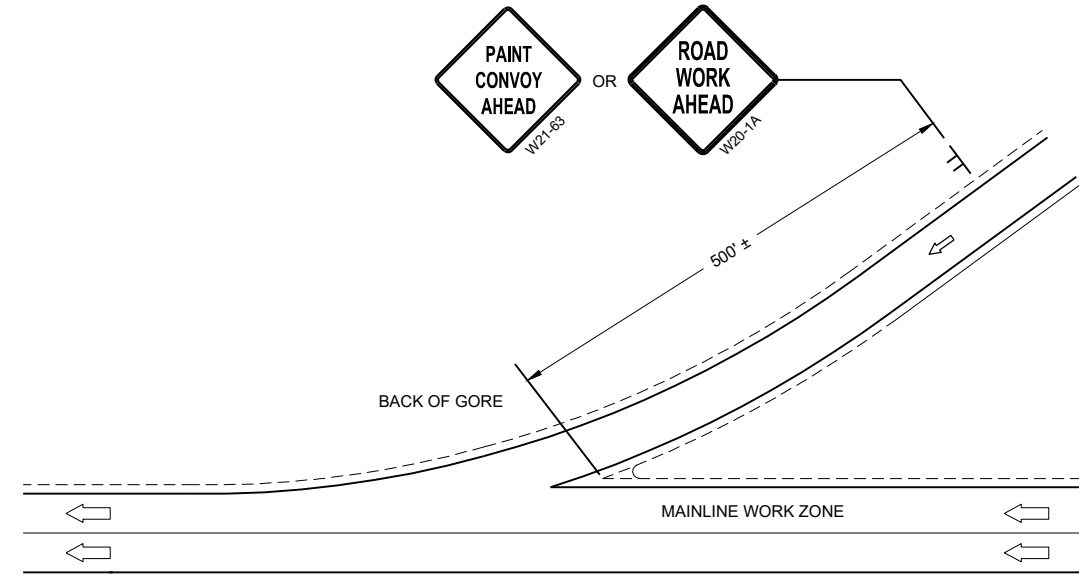 PAINT
CONVOY
AHEAD
W21-63
OR
ROAD
WORK
AHEAD
W20-1A
500' ±
BACK OF GORE
MAINLINE WORK ZONE